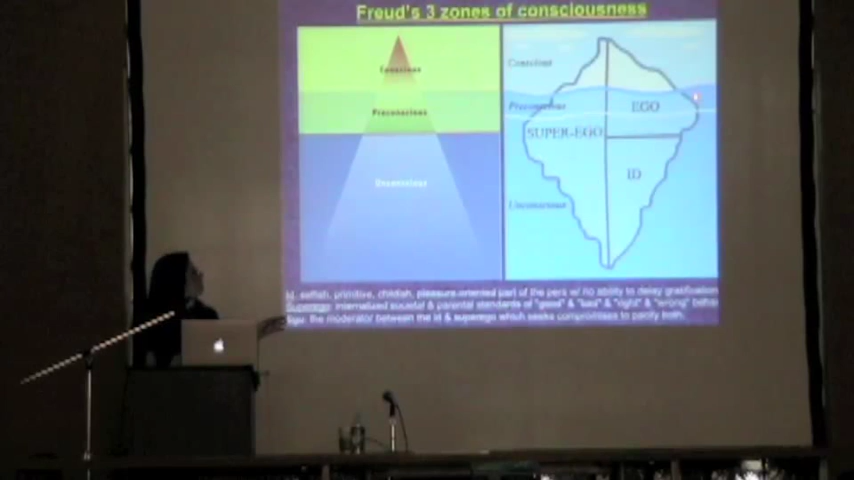 Freud's 3 zones of consciousness
Conscious
Preconscious
Unconscious
Conscious
Preconscious
EGO
SUPER-EGO
ID
Unconscious
Id: selfish, primitive, childish, pleasure-oriented part of the pers w/ no ability to delay gratification
Superego: internalized societal & parental standards of "good" & "bad" & "right" & "wrong" behav
Ego: the moderator between the id & superego which seeks compromises to pacify both.